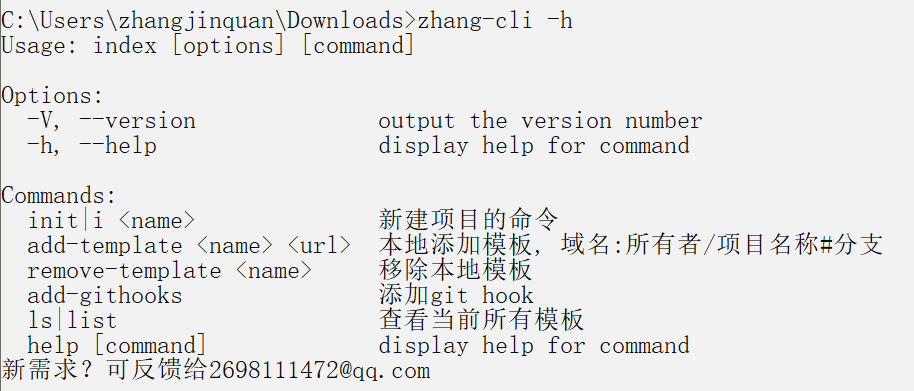 C:\Users\zhangjinquan\Downloads>zhang-cli -h
Usage: index [options] [command]
Options:
-V, --version output the version number
-h, --help display help for command
Commands:
init|i <name> 新建项目的命令
add-template <name> <url> 本地添加模板, 域名:所有者/项目名称#分支
remove-template <name> 移除本地模板
add-githooks 添加git hook
ls|list 查看当前所有模板
help [command] display help for command
新需求? 可反馈给2698111472@qq.com